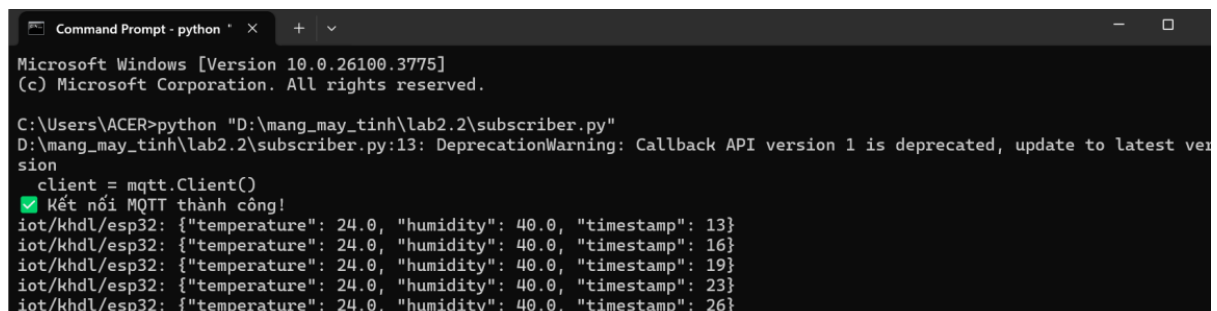 Command Prompt - python "
Microsoft Windows [Version 10.0.26100.3775]
(c) Microsoft Corporation. All rights reserved.
C:\Users\ACER>python "D:\mang_may_tinh\lab2.2\subscriber.py"
D:\mang_may_tinh\lab2.2\subscriber.py:13: DeprecationWarning: Callback API version 1 is deprecated, update to latest ver
sion
client = mqtt.Client()
✅ Kết nối MQTT thành công!
iot/khdl/esp32: {"temperature": 24.0, "humidity": 40.0, "timestamp": 13}
iot/khdl/esp32: {"temperature": 24.0, "humidity": 40.0, "timestamp": 16}
iot/khdl/esp32: {"temperature": 24.0, "humidity": 40.0, "timestamp": 19}
iot/khdl/esp32: {"temperature": 24.0, "humidity": 40.0, "timestamp": 23}
iot/khdl/esp32: {"temperature": 24.0, "humidity": 40.0, "timestamp": 26}